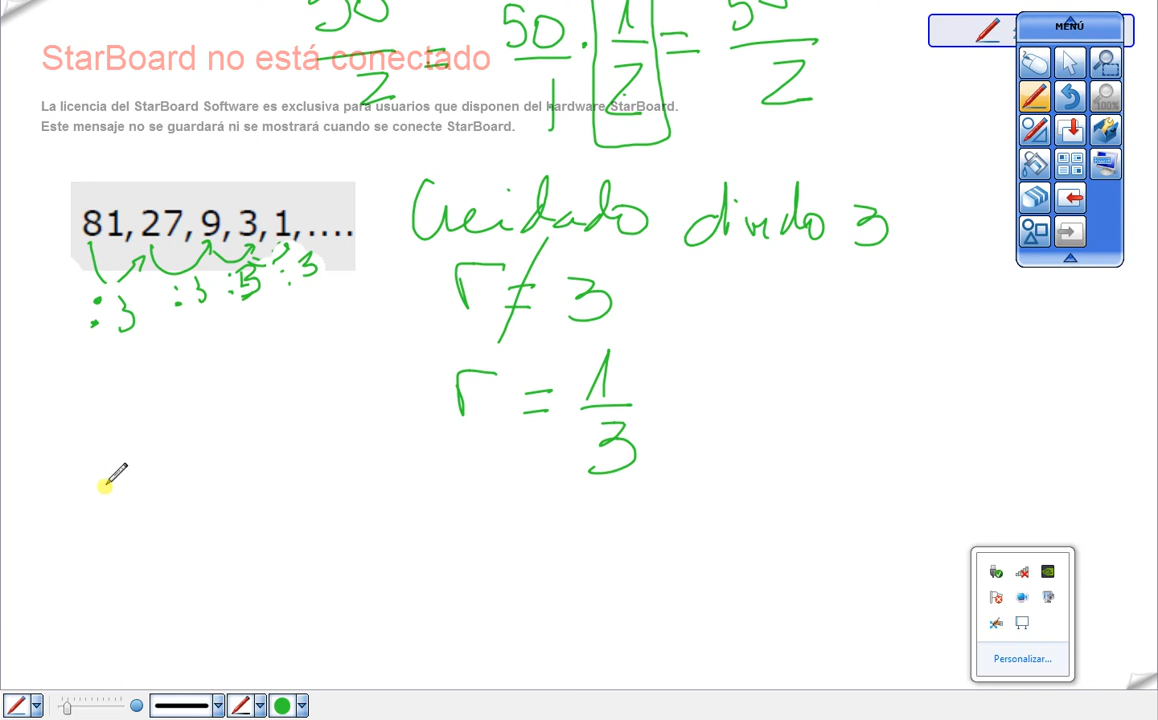 50/2 = 50/1 · 1/2 = 50/2
MENÚ
StarBoard no está conectado
La licencia del StarBoard Software es exclusiva para usuarios que disponen del hardware StarBoard.
Este mensaje no se guardará ni se mostrará cuando se conecte StarBoard.
100%
81, 27, 9, 3, 1, ....
Cuidado divido 3
:3 :3 :3 :3
r ≠ 3
r = 1/3
Personalizar...